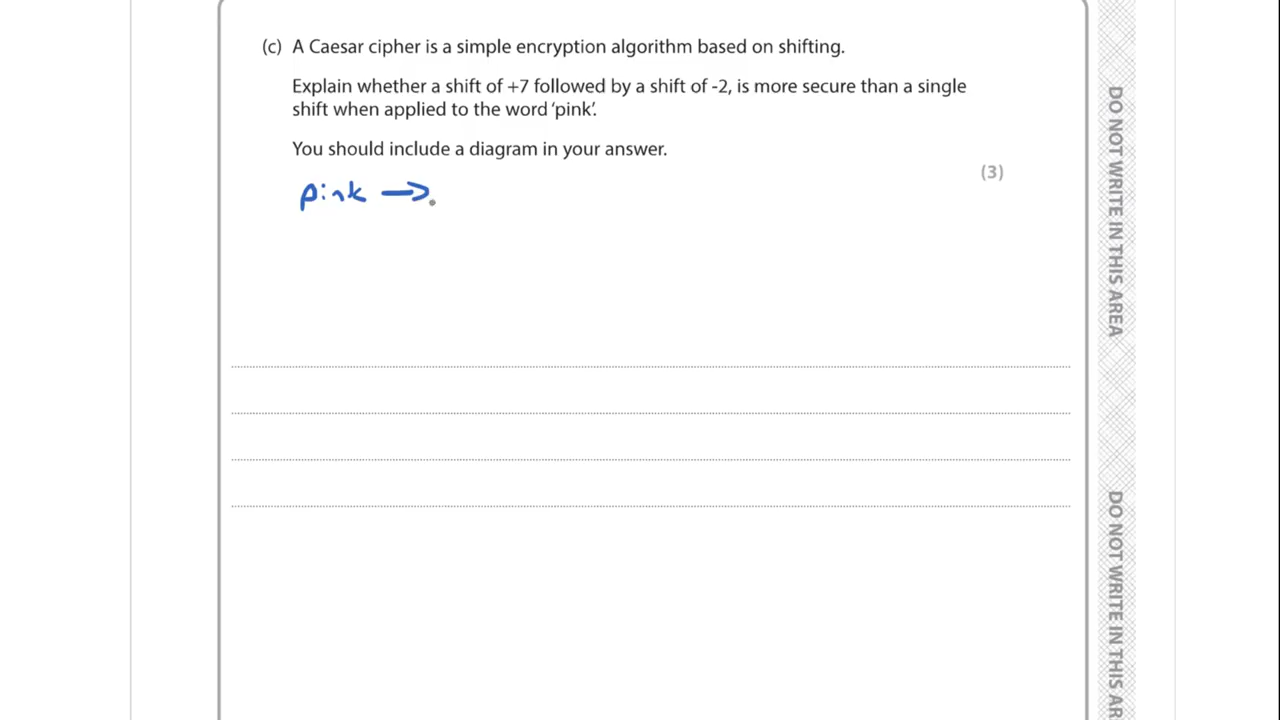 (c) A Caesar cipher is a simple encryption algorithm based on shifting.
Explain whether a shift of +7 followed by a shift of -2, is more secure than a single
shift when applied to the word ‘pink’.
You should include a diagram in your answer.
(3)
pink →
DO NOT WRITE IN THIS AREA
DO NOT WRITE IN THIS AR